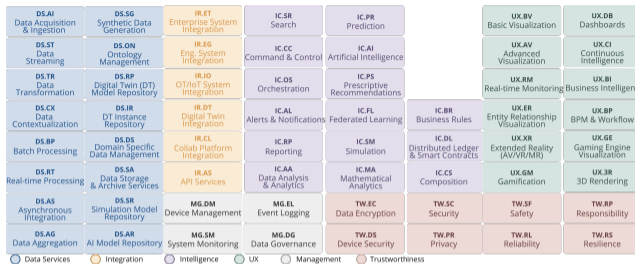 DS.AI
Data Acquisition
& Ingestion
DS.SG
Synthetic Data
Generation
IR.ET
Enterprise System
Integration
IC.SR
Search
IC.PR
Prediction
UX.BV
Basic Visualization
UX.DB
Dashboards
DS.ST
Data
Streaming
DS.ON
Ontology
Management
IR.EG
Eng. System
Integration
IC.CC
Command & Control
IC.AI
Artificial Intelligence
UX.AV
Advanced
Visualization
UX.CI
Continuous
Intelligence
DS.TR
Data
Transformation
DS.RP
Digital Twin (DT)
Model Repository
IR.IO
OT/IoT System
Integration
IC.OS
Orchestration
IC.PS
Prescriptive
Recommendations
UX.RM
Real-time Monitoring
UX.BI
Business Intelligen
DS.CX
Data
Contextualization
DS.IR
DT Instance
Repository
IR.DT
Digital Twin
Integration
IC.AL
Alerts & Notifications
IC.FL
Federated Learning
IC.BR
Business Rules
UX.ER
Entity Relationship
Visualization
UX.BP
BPM & Workflow
DS.BP
Batch Processing
DS.DS
Domain Specific
Data Management
IR.CL
Collab Platform
Integration
IC.RP
Reporting
IC.SM
Simulation
IC.DL
Distributed Ledger
& Smart Contracts
UX.XR
Extended Reality
(AV/VR/MR)
UX.GE
Gaming Engine
Visualization
DS.RT
Real-time Processing
DS.SA
Data Storage
& Archive Services
IR.AS
API Services
IC.AA
Data Analysis
& Analytics
IC.MA
Mathematical
Analytics
IC.CS
Composition
UX.GM
Gamification
UX.3R
3D Rendering
DS.AS
Asynchronous
Integration
DS.SR
Simulation Model
Repository
MG.DM
Device Management
MG.EL
Event Logging
TW.EC
Data Encryption
TW.SC
Security
TW.SF
Safety
TW.RP
Responsibility
DS.AG
Data Aggregation
DS.AR
AI Model Repository
MG.SM
System Monitoring
MG.DG
Data Governance
TW.DS
Device Security
TW.PR
Privacy
TW.RL
Reliability
TW.RS
Resilience
Data Services
Integration
Intelligence
UX
Management
Trustworthiness